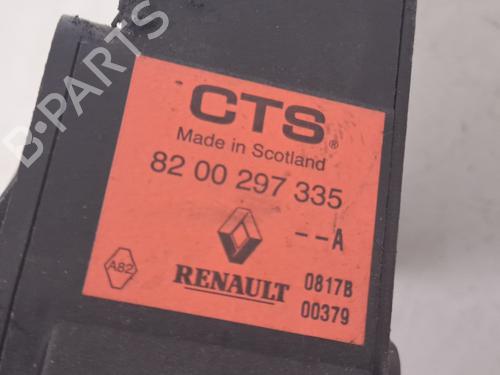 B-PARTS
CTS®
Made in Scotland
82 00 297 335
--A
A82
RENAULT
0817B
00379